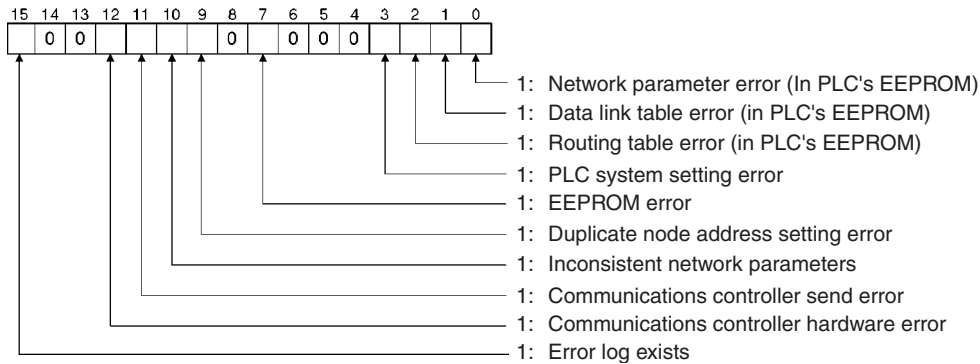 15 14 13 12 11 10 9 8 7 6 5 4 3 2 1 0
0 0 0 0 0 0
1: Network parameter error (In PLC's EEPROM)
1: Data link table error (in PLC's EEPROM)
1: Routing table error (in PLC's EEPROM)
1: PLC system setting error
1: EEPROM error
1: Duplicate node address setting error
1: Inconsistent network parameters
1: Communications controller send error
1: Communications controller hardware error
1: Error log exists